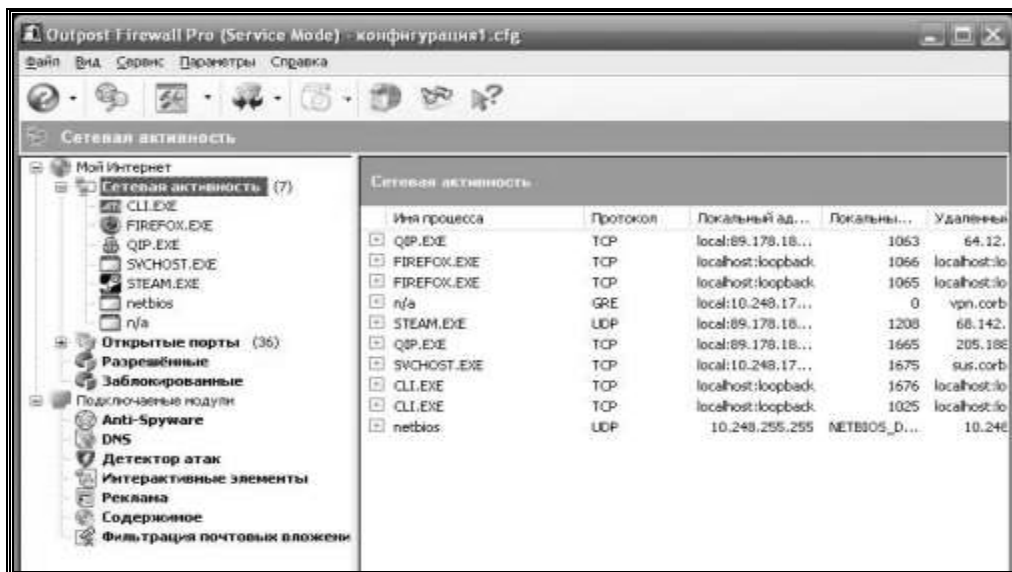 Outpost Firewall Pro (Service Mode) - конфигурация1.cfg
Файл Вид Сервис Параметры Справка
Сетевая активность
Мой Интернет
Сетевая активность (7)
CLI.EXE
FIREFOX.EXE
QIP.EXE
SVCHOST.EXE
STEAM.EXE
netbios
n/a
Открытые порты (36)
Разрешённые
Заблокированные
Подключаемые модули
Anti-Spyware
DNS
Детектор атак
Интерактивные элементы
Реклама
Содержимое
Фильтрация почтовых вложени
Сетевая активность
Имя процесса Протокол Локальный ад... Локальны... Удаленный
QIP.EXE TCP local:89.178.18... 1063 64.12.
FIREFOX.EXE TCP localhost:loopback 1066 localhost:lo
FIREFOX.EXE TCP localhost:loopback 1065 localhost:lo
n/a GRE local:10.248.17... 0 vpn.corb
STEAM.EXE UDP local:89.178.18... 1208 68.142.
QIP.EXE TCP local:89.178.18... 1665 205.188
SVCHOST.EXE TCP local:10.248.17... 1675 sus.corb
CLI.EXE TCP localhost:loopback 1676 localhost:lo
CLI.EXE TCP localhost:loopback 1025 localhost:lo
netbios UDP 10.248.255.255 NETBIOS_D... 10.248